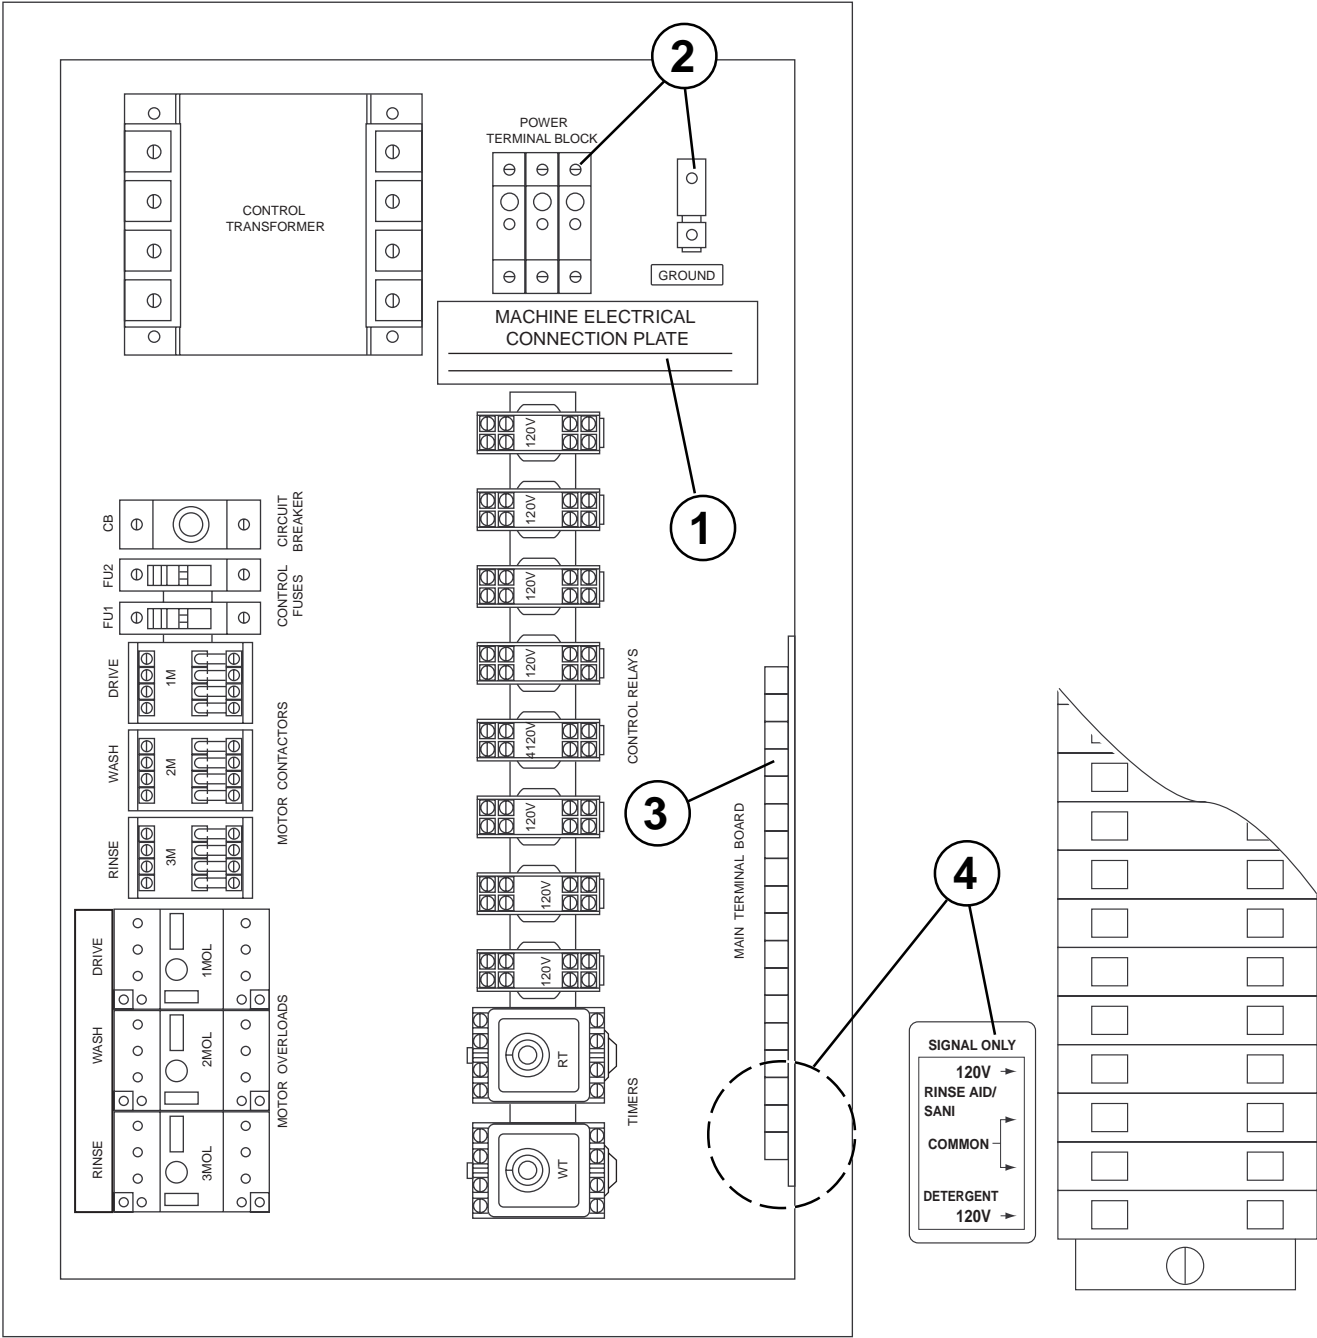 2
POWER
TERMINAL BLOCK
CONTROL
TRANSFORMER
GROUND
MACHINE ELECTRICAL
CONNECTION PLATE
1
120V
120V
120V
120V
4120V
120V
120V
120V
CONTROL RELAYS
CB
CIRCUIT
BREAKER
FU2
FU1
CONTROL
FUSES
DRIVE
1M
WASH
2M
RINSE
3M
MOTOR CONTACTORS
DRIVE
1MOL
WASH
2MOL
RINSE
3MOL
MOTOR OVERLOADS
RT
WT
TIMERS
3
MAIN TERMINAL BOARD
4
SIGNAL ONLY
120V
RINSE AID/
SANI
COMMON
DETERGENT
120V